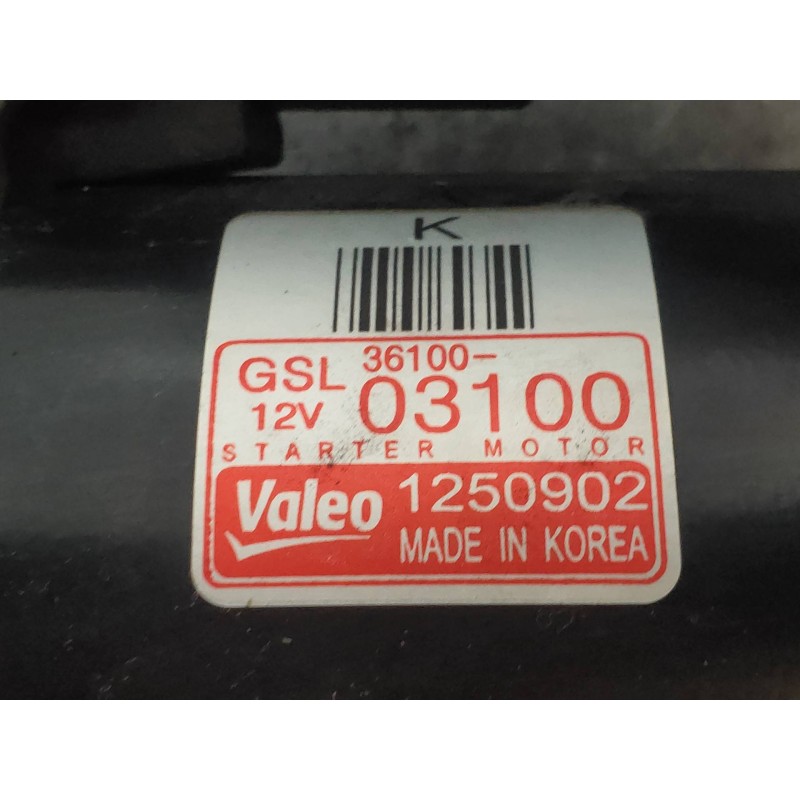 K
GSL 36100-
12V 03100
STARTER MOTOR
Valeo 1250902
MADE IN KOREA